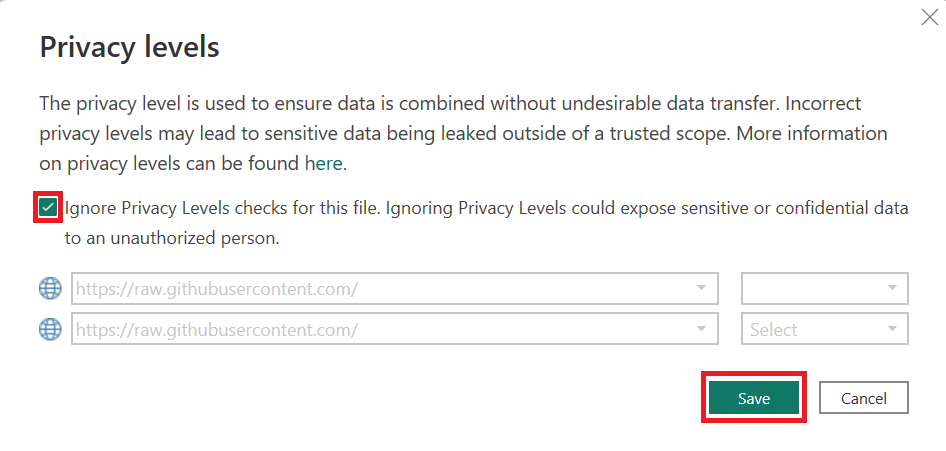 Privacy levels
The privacy level is used to ensure data is combined without undesirable data transfer. Incorrect
privacy levels may lead to sensitive data being leaked outside of a trusted scope. More information
on privacy levels can be found here.
Ignore Privacy Levels checks for this file. Ignoring Privacy Levels could expose sensitive or confidential data
to an unauthorized person.
https://raw.githubusercontent.com/
https://raw.githubusercontent.com/ Select
Save Cancel